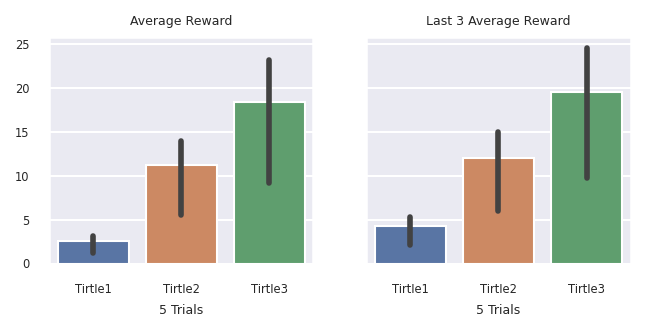 Average Reward
Last 3 Average Reward
25
20
15
10
5
0
Tirtle1 Tirtle2 Tirtle3
Tirtle1 Tirtle2 Tirtle3
5 Trials
5 Trials